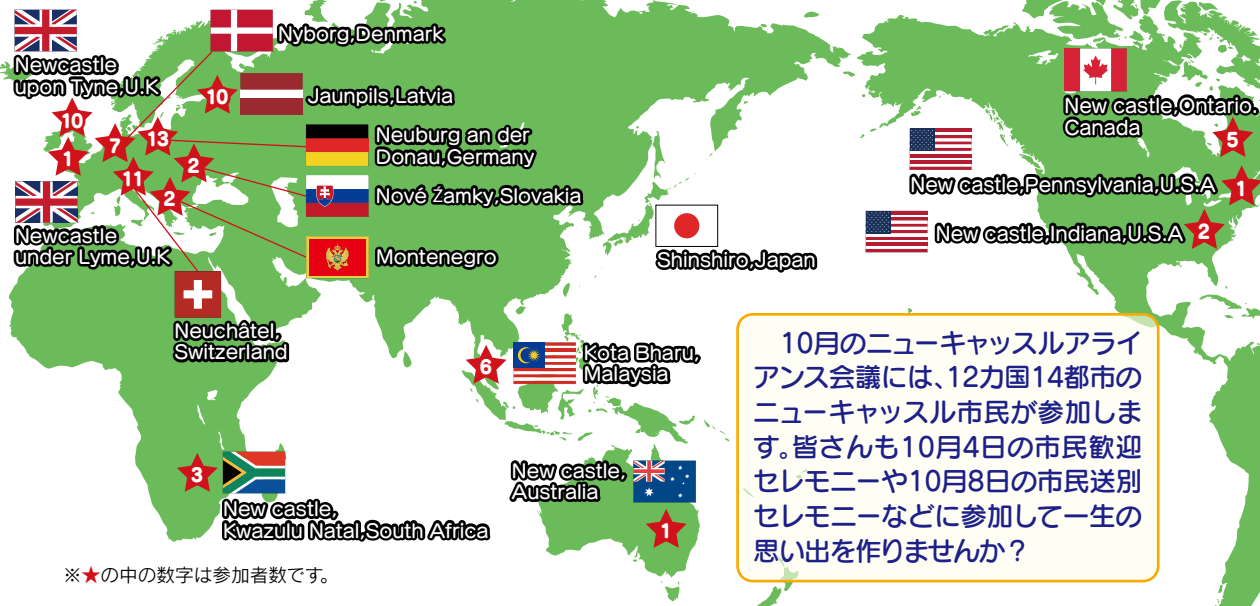 Newcastle
upon Tyne,U.K
Nyborg,Denmark
10
Jaunpils,Latvia
10
7
13
Neuburg an der
Donau,Germany
1
11
2
Nové Žamky,Slovakia
2
Newcastle
under Lyme,U.K
Montenegro
Neuchâtel,
Switzerland
Shinshiro,Japan
New castle,Ontario.
Canada
5
New castle,Pennsylvania,U.S.A
1
New castle,Indiana,U.S.A
2
6
Kota Bharu,
Malaysia
3
New castle,
Kwazulu Natal,South Africa
New castle,
Australia
1
10月のニューキャッスルアライ
アンス会議には、12カ国14都市の
ニューキャッスル市民が参加しま
す。皆さんも10月4日の市民歓迎
セレモニーや10月8日の市民送別
セレモニーなどに参加して一生の
思い出を作りませんか？
※★の中の数字は参加者数です。